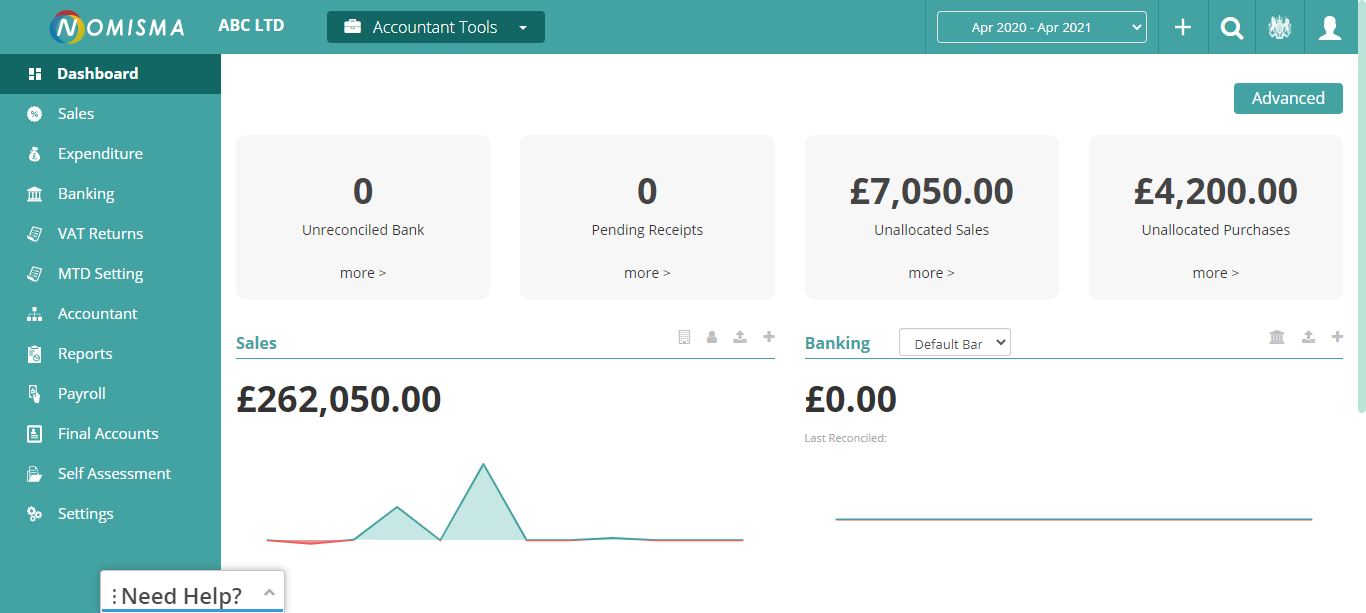 NOMISMA
ABC LTD
Accountant Tools
Apr 2020 - Apr 2021
Dashboard
Sales
Expenditure
Banking
VAT Returns
MTD Setting
Accountant
Reports
Payroll
Final Accounts
Self Assessment
Settings
Need Help?
Advanced
0
Unreconciled Bank
more >
0
Pending Receipts
more >
£7,050.00
Unallocated Sales
more >
£4,200.00
Unallocated Purchases
more >
Sales
£262,050.00
Banking
Default Bar
£0.00
Last Reconciled: